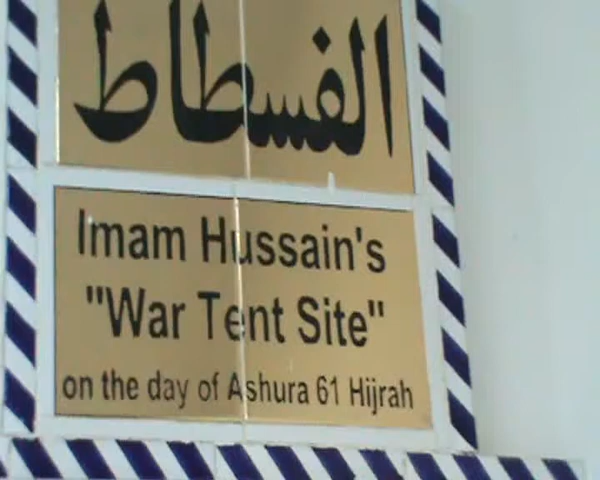 الفسطاط
Imam Hussain's
"War Tent Site"
on the day of Ashura 61 Hijrah